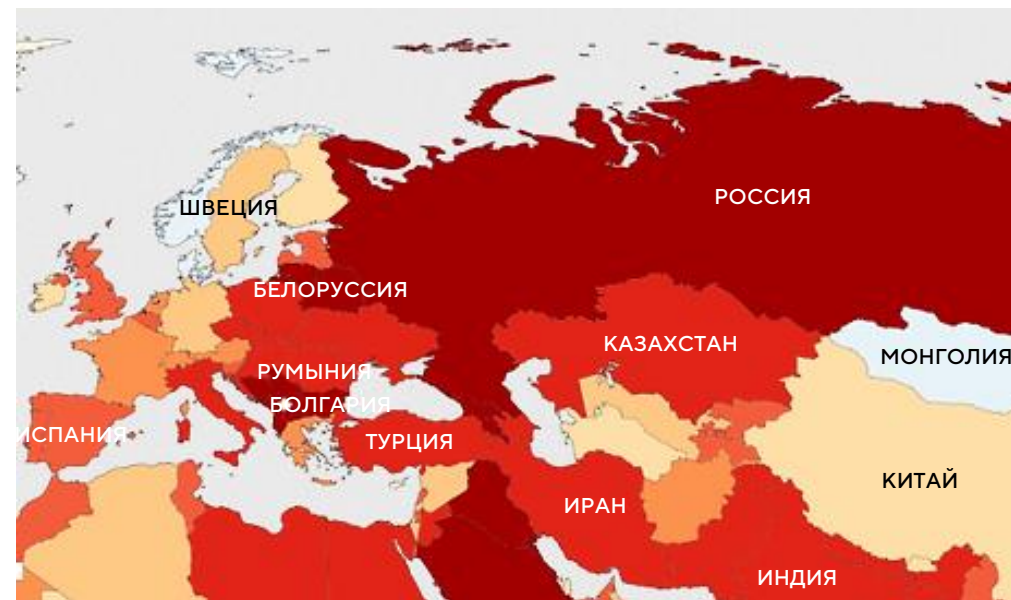 РОССИЯ
ШВЕЦИЯ
БЕЛОРУССИЯ
КАЗАХСТАН
МОНГОЛИЯ
РУМЫНИЯ
БОЛГАРИЯ
ИСПАНИЯ
ТУРЦИЯ
КИТАЙ
ИРАН
ИНДИЯ